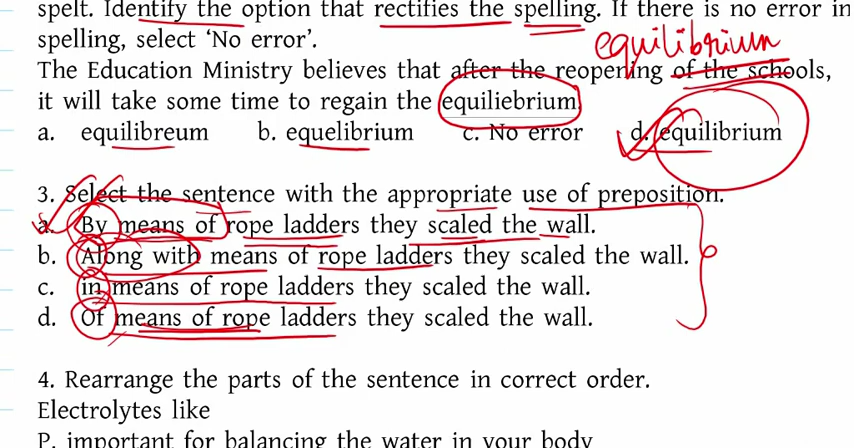 spelt. Identify the option that rectifies the spelling. If there is no error in
spelling, select ‘No error’.
equilibrium
The Education Ministry believes that after the reopening of the schools,
it will take some time to regain the equiliebrium.
a. equilibreum b. equelibrium c. No error d. equilibrium
3. Select the sentence with the appropriate use of preposition.
a. By means of rope ladders they scaled the wall.
b. Along with means of rope ladders they scaled the wall.
c. in means of rope ladders they scaled the wall.
d. Of means of rope ladders they scaled the wall.
4. Rearrange the parts of the sentence in correct order.
Electrolytes like
P. important for balancing the water in your body